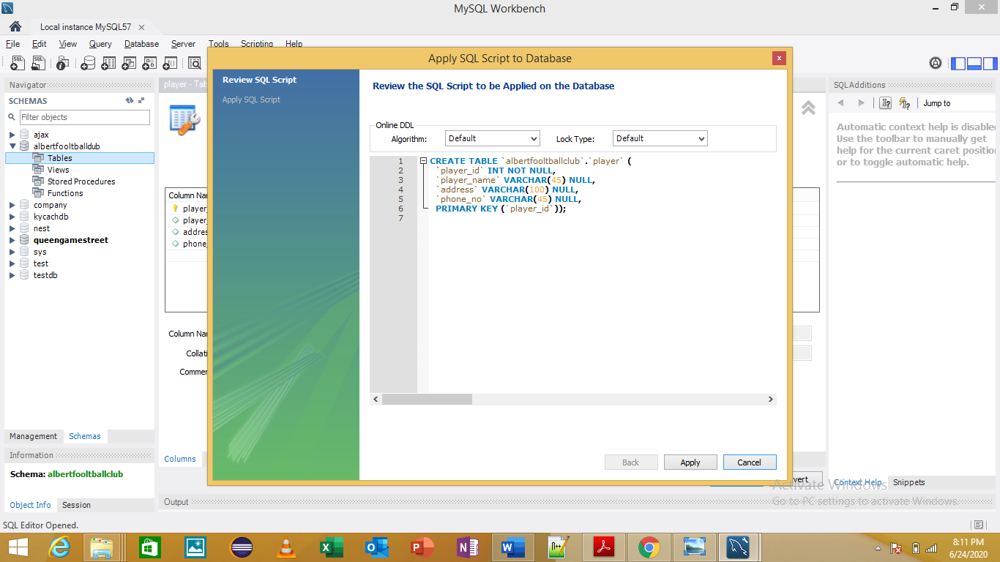 MySQL Workbench
Local instance MySQL57
File Edit View Query Database Server Tools Scripting Help
Navigator
SCHEMAS
Filter objects
ajax
albertfooltballclub
Tables
Views
Stored Procedures
Functions
company
kycachdb
nest
queengamestreet
sys
test
testdb
Management Schemas
Information
Schema: albertfooltballclub
Object Info Session
SQL Editor Opened.
player - Tab
Column Nar
player_
player_
addres
phone_
Column Nar
Collati
Commer
Columns
Output
Apply SQL Script to Database
Review SQL Script
Apply SQL Script
Review the SQL Script to be Applied on the Database
Online DDL
Algorithm: Default Lock Type: Default
1 CREATE TABLE `albertfooltballclub`.`player` (
2 `player_id` INT NOT NULL,
3 `player_name` VARCHAR(45) NULL,
4 `address` VARCHAR(100) NULL,
5 `phone_no` VARCHAR(45) NULL,
6 PRIMARY KEY (`player_id`));
7
Back Apply Cancel
vert
SQLAdditions
Jump to
Automatic context help is disabled
Use the toolbar to manually get
help for the current caret position
or to toggle automatic help.
Context Help Snippets
Activate Windows
Go to PC settings to activate Windows.
8:11 PM
6/24/2020